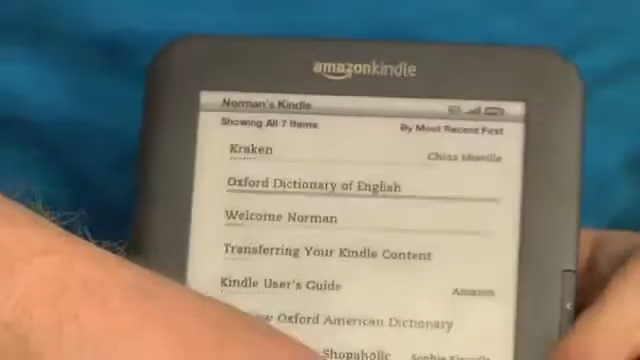 amazonkindle
Norman's Kindle
Showing All 7 Items By Most Recent First
Kraken China Mieville
Oxford Dictionary of English
Welcome Norman
Transferring Your Kindle Content
Kindle User's Guide Amazon
Oxford American Dictionary
Shopaholic Sophie